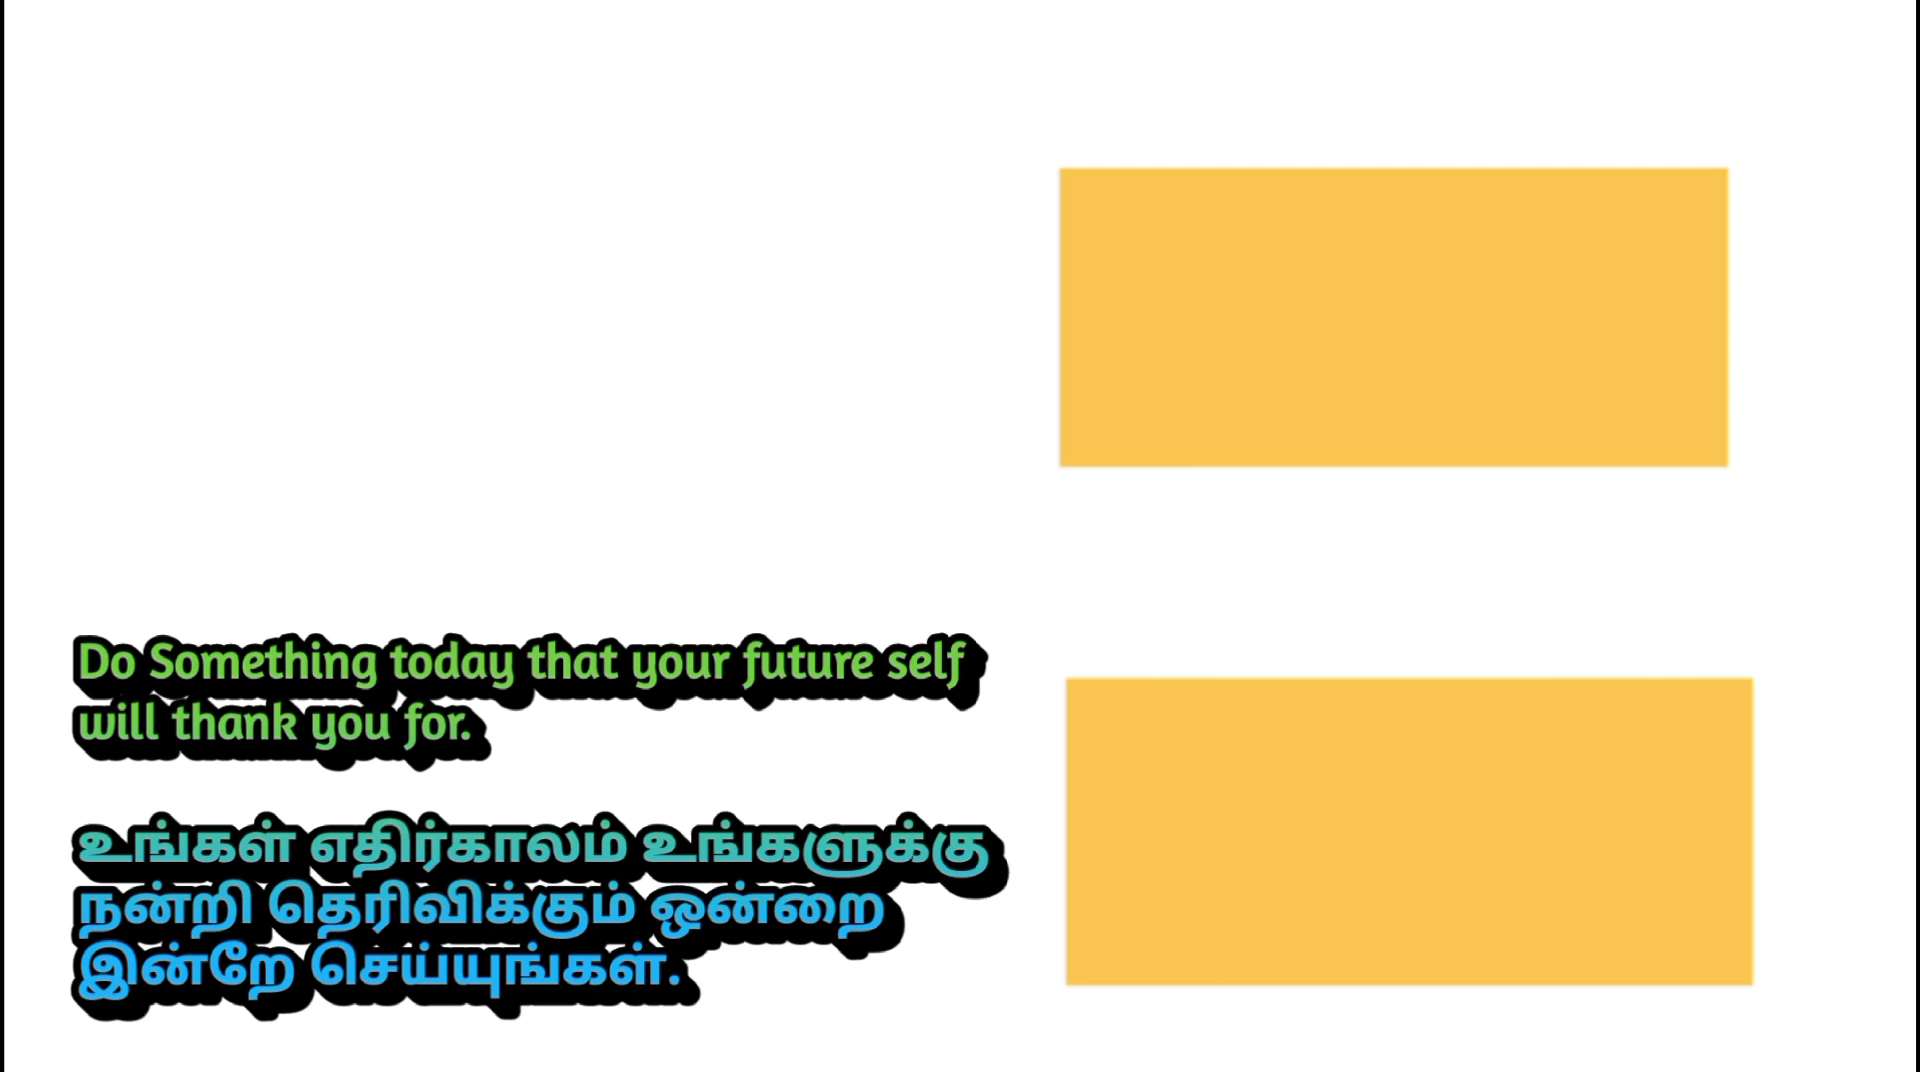 Do Something today that your future self
will thank you for.
உங்கள் எதிர்காலம் உங்களுக்கு
நன்றி தெரிவிக்கும் ஒன்றை
இன்றே செய்யுங்கள்.